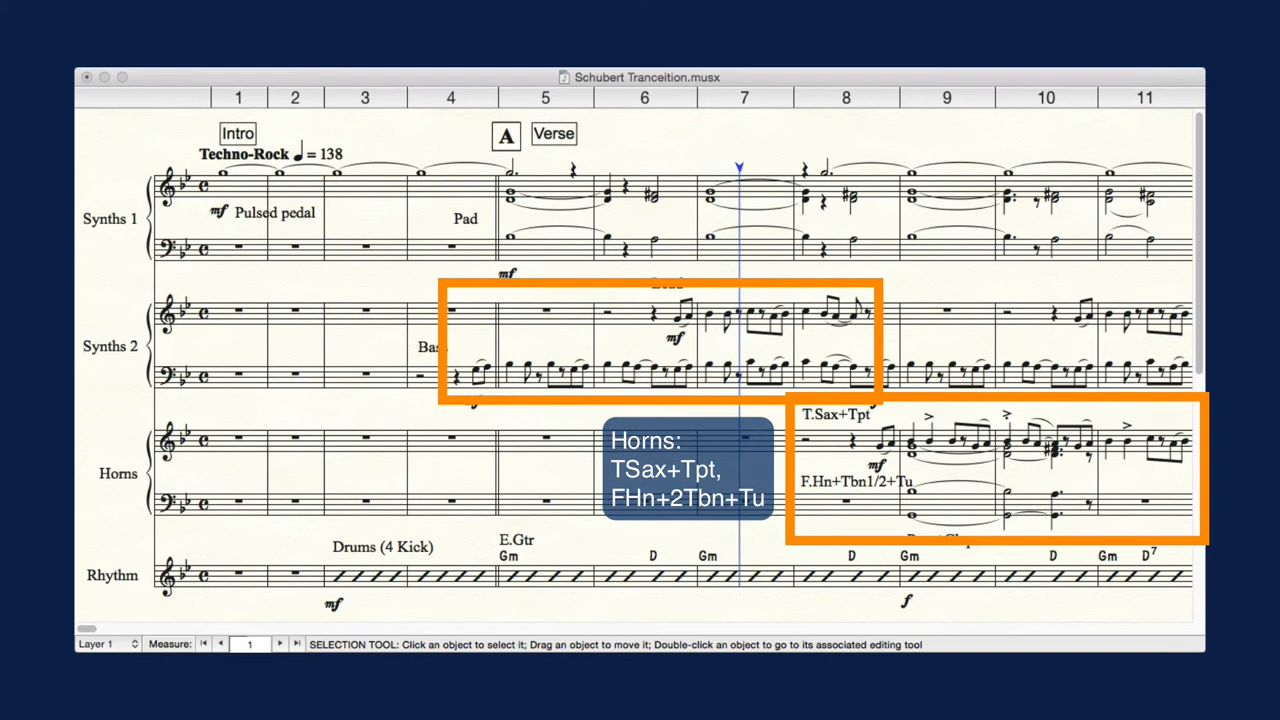 Schubert Tranceition.musx
1 2 3 4 5 6 7 8 9 10 11
Intro A Verse
Techno-Rock = 138
Synths 1
mf Pulsed pedal Pad
mf
Synths 2
mf
T.Sax+Tpt
Horns:
TSax+Tpt,
FHn+2Tbn+Tu
mf
Horns
F.Hn+Tbn1/2+Tu
Drums (4 Kick) E.Gtr
Gm D Gm D Gm D Gm D7
Rhythm
mf f
Layer 1 Measure: 1 SELECTION TOOL: Click an object to select it; Drag an object to move it; Double-click an object to go to its associated editing tool